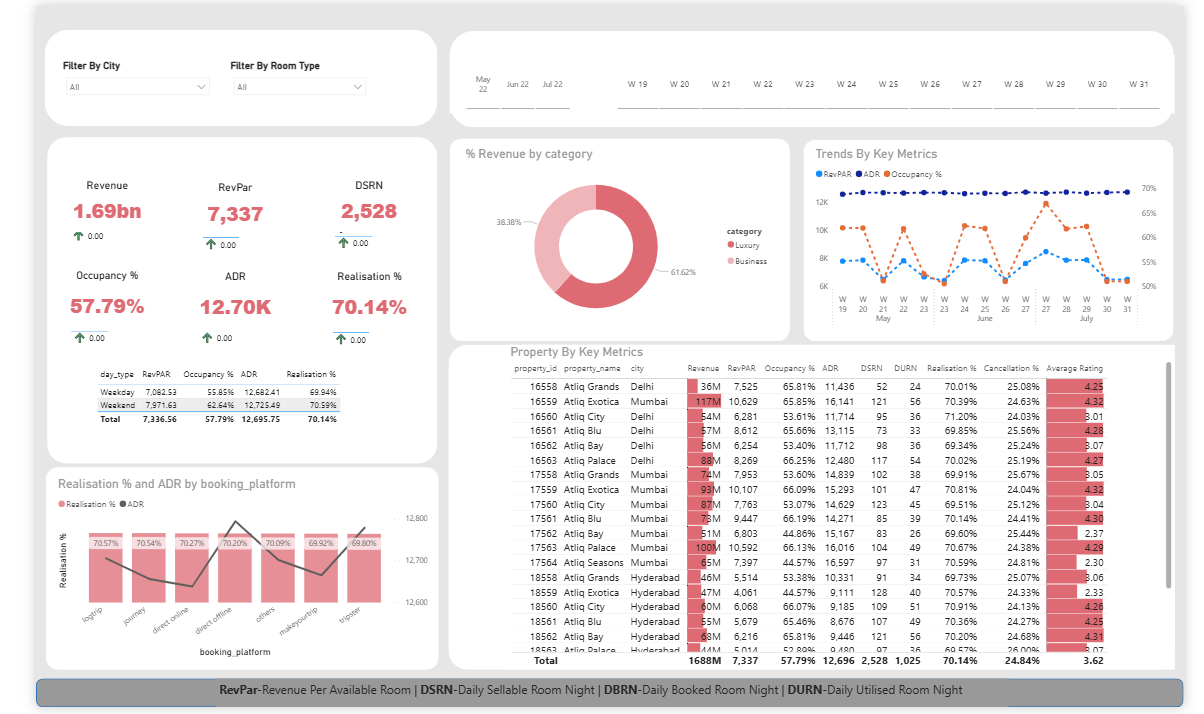 Filter By City
Filter By Room Type
All
All
May 22 Jun 22 Jul 22 W 19 W 20 W 21 W 22 W 23 W 24 W 25 W 26 W 27 W 28 W 29 W 30 W 31
Revenue
1.69bn
0.00
RevPar
7,337
0.00
DSRN
2,528
-
0.00
Occupancy %
57.79%
0.00
ADR
12.70K
0.00
Realisation %
70.14%
0.00
day_type RevPAR Occupancy % ADR Realisation %
Weekday 7,082.53 55.85% 12,682.41 69.94%
Weekend 7,971.63 62.64% 12,725.49 70.59%
Total 7,336.56 57.79% 12,695.75 70.14%
% Revenue by category
38.38%
61.62%
category
Luxury
Business
Trends By Key Metrics
RevPAR ADR Occupancy %
12K
10K
8K
6K
70%
65%
60%
55%
50%
W 19 W 20 W 21 W 22 W 23 W 23 W 24 W 25 W 26 W 27 W 27 W 28 W 29 W 30 W 31
May June July
Realisation % and ADR by booking_platform
Realisation % ADR
Realisation %
70.57% 70.54% 70.27% 70.20% 70.09% 69.92% 69.80%
12,800
12,700
12,600
logtrip journey direct online direct offline others makeyourtrip tripster
booking_platform
Property By Key Metrics
property_id property_name city Revenue RevPAR Occupancy % ADR DSRN DURN Realisation % Cancellation % Average Rating
16558 Atliq Grands Delhi 36M 7,525 65.81% 11,436 52 24 70.01% 25.08% 4.25
16559 Atliq Exotica Mumbai 117M 10,629 65.85% 16,141 121 56 70.39% 24.63% 4.32
16560 Atliq City Delhi 54M 6,281 53.61% 11,714 95 36 71.20% 24.03% 3.01
16561 Atliq Blu Delhi 57M 8,612 65.66% 13,115 73 33 69.85% 25.56% 4.28
16562 Atliq Bay Delhi 56M 6,254 53.40% 11,712 98 36 69.34% 25.24% 3.07
16563 Atliq Palace Delhi 88M 8,269 66.25% 12,480 117 54 70.02% 25.19% 4.27
17558 Atliq Grands Mumbai 74M 7,953 53.60% 14,839 102 38 69.91% 25.67% 3.05
17559 Atliq Exotica Mumbai 93M 10,107 66.09% 15,293 101 47 70.81% 24.04% 4.32
17560 Atliq City Mumbai 87M 7,763 53.07% 14,629 123 45 69.51% 25.12% 3.04
17561 Atliq Blu Mumbai 73M 9,447 66.19% 14,271 85 39 70.14% 24.41% 4.30
17562 Atliq Bay Mumbai 51M 6,803 44.86% 15,167 83 26 69.60% 25.44% 2.37
17563 Atliq Palace Mumbai 100M 10,592 66.13% 16,016 104 49 70.67% 24.38% 4.29
17564 Atliq Seasons Mumbai 65M 7,397 44.57% 16,597 97 31 70.59% 24.81% 2.30
18558 Atliq Grands Hyderabad 46M 5,514 53.38% 10,331 91 34 69.73% 25.07% 3.06
18559 Atliq Exotica Hyderabad 47M 4,061 44.57% 9,111 128 40 70.57% 24.33% 2.33
18560 Atliq City Hyderabad 60M 6,068 66.07% 9,185 109 51 70.91% 24.13% 4.26
18561 Atliq Blu Hyderabad 55M 5,679 65.46% 8,676 107 49 70.36% 24.27% 4.25
18562 Atliq Bay Hyderabad 68M 6,216 65.81% 9,446 121 56 70.20% 24.68% 4.31
18563 Atliq Palace Hyderabad 44M 5,014 52.89% 9,480 97 36 69.57% 26.00% 3.07
Total 1688M 7,337 57.79% 12,696 2,528 1,025 70.14% 24.84% 3.62
RevPar-Revenue Per Available Room | DSRN-Daily Sellable Room Night | DBRN-Daily Booked Room Night | DURN-Daily Utilised Room Night